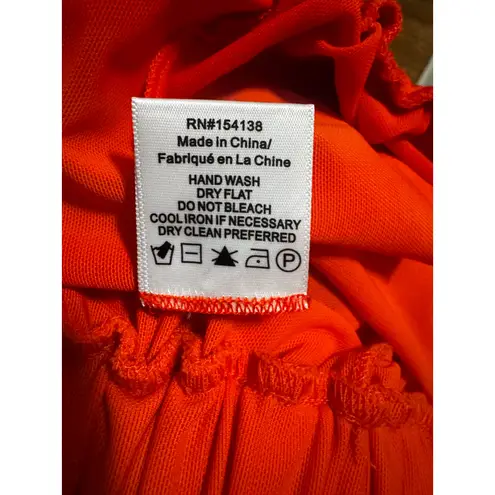 RN#154138
Made in China/
Fabriqué en La Chine
HAND WASH
DRY FLAT
DO NOT BLEACH
COOL IRON IF NECESSARY
DRY CLEAN PREFERRED
P